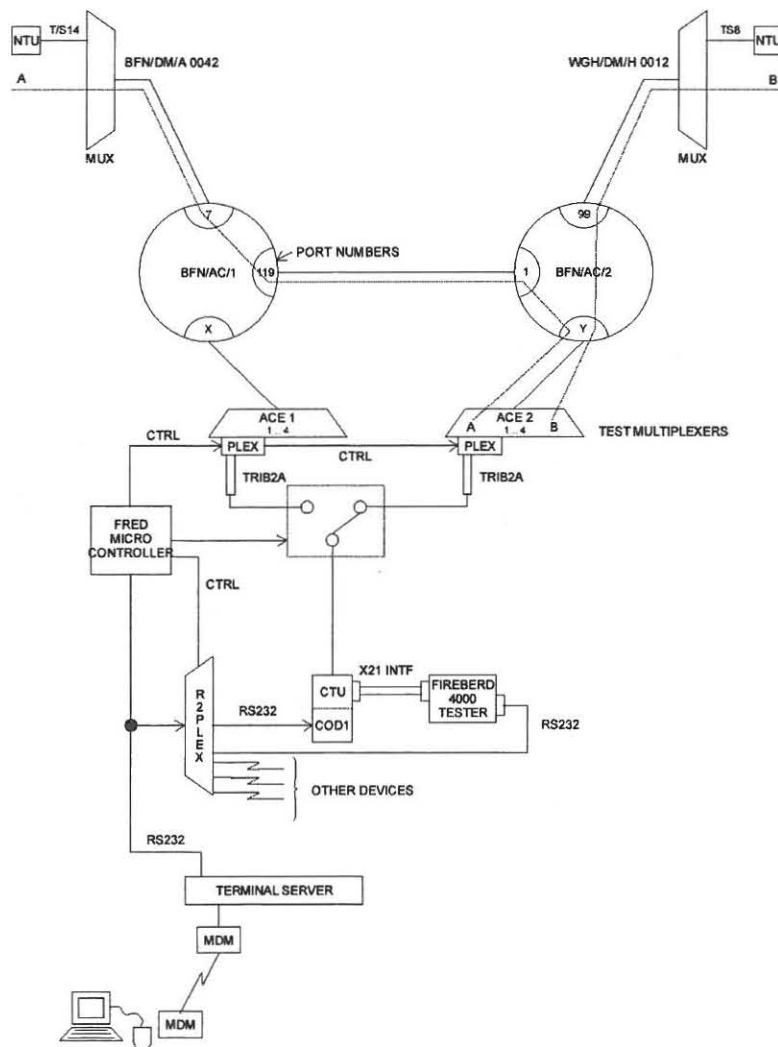 T/S14
TS8
NTU
NTU
BFN/DM/A 0042
WGH/DM/H 0012
A
B
MUX
MUX
7
99
PORT NUMBERS
BFN/AC/1
119
1
BFN/AC/2
X
Y
ACE 1
1 .. 4
A
ACE 2
1 .. 4
B
TEST MULTIPLEXERS
CTRL
PLEX
CTRL
PLEX
TRIB2A
TRIB2A
FRED
MICRO
CONTROLLER
CTRL
X21 INTF
R2PLEX
RS232
CTU
COD1
FIREBERD
4000
TESTER
RS232
OTHER DEVICES
RS232
TERMINAL SERVER
MDM
MDM